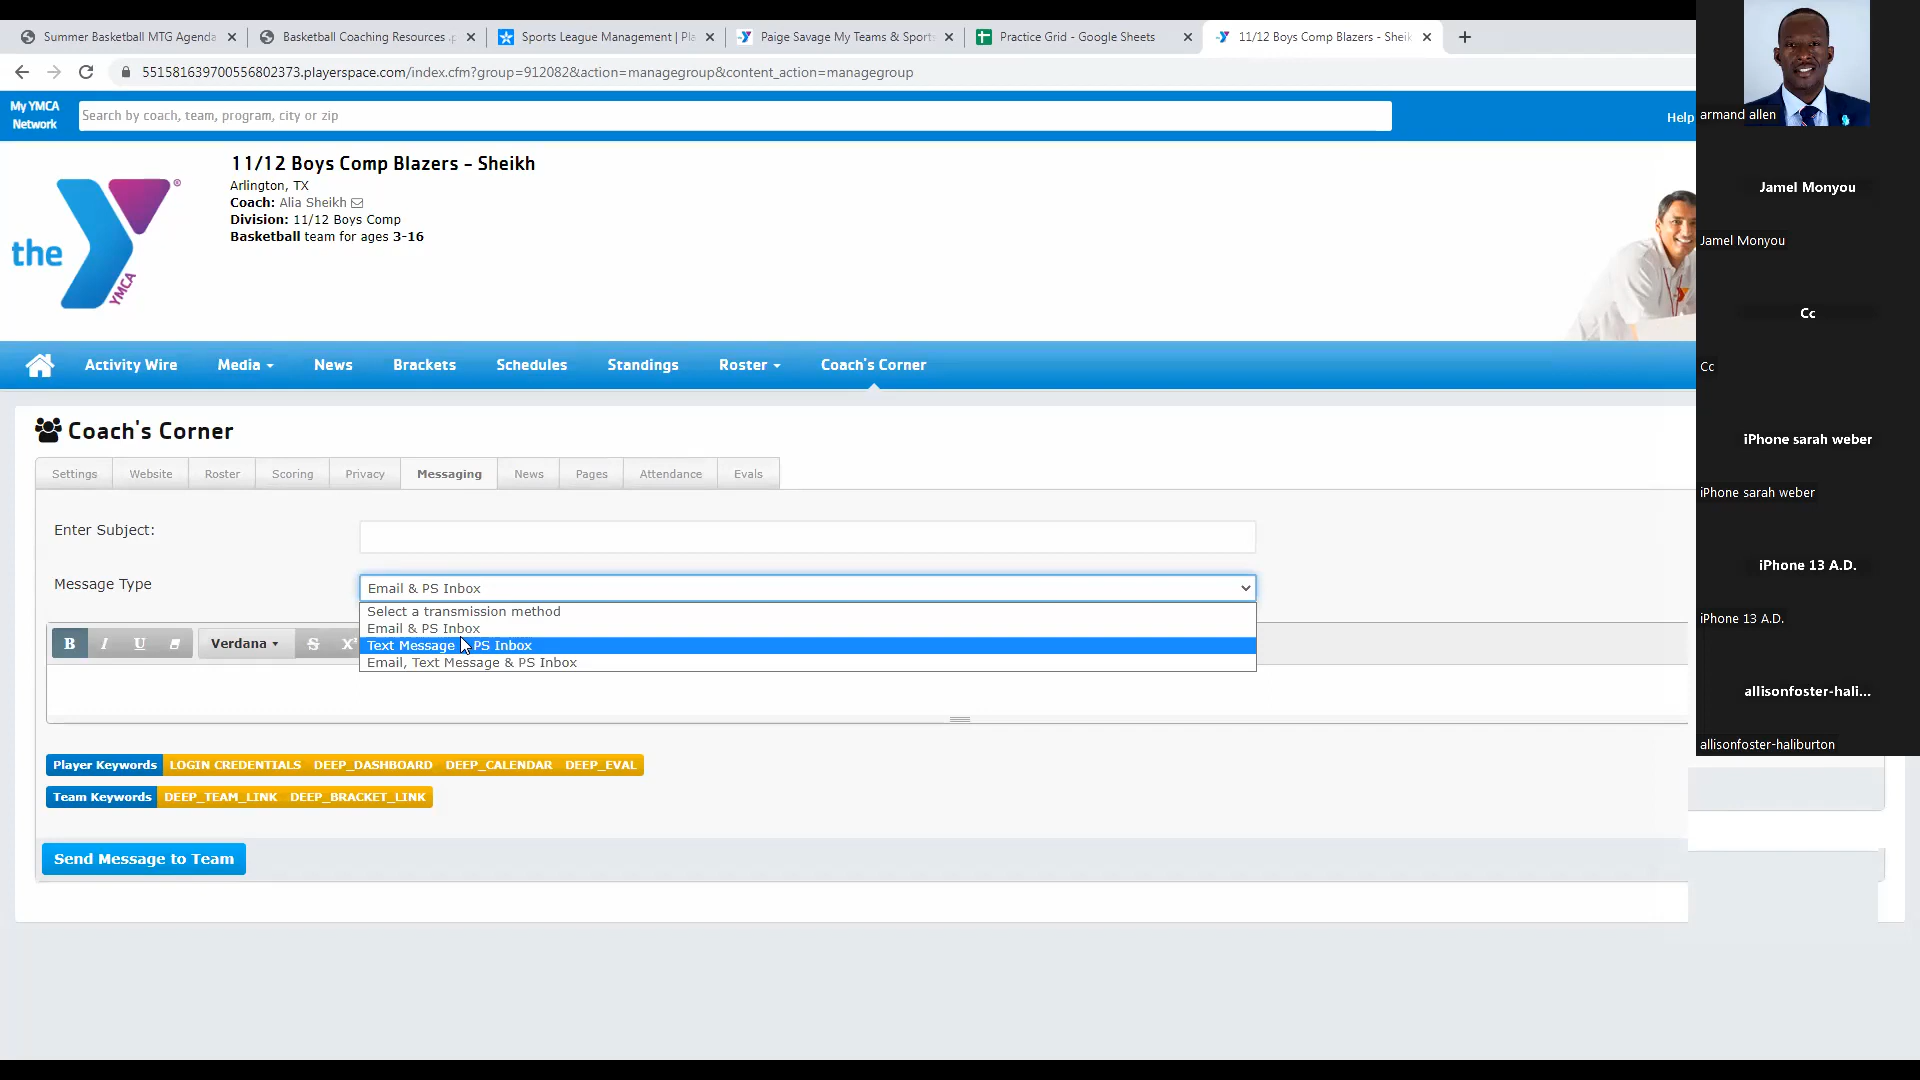 Summer Basketball MTG Agenda
Basketball Coaching Resources
Sports League Management | Pla
Paige Savage My Teams & Sports
Practice Grid - Google Sheets
11/12 Boys Comp Blazers - Sheik
551581639700556802373.playerspace.com/index.cfm?group=912082&action=managegroup&content_action=managegroup
My YMCA Network
Search by coach, team, program, city or zip
Help
11/12 Boys Comp Blazers - Sheikh
Arlington, TX
Coach: Alia Sheikh
Division: 11/12 Boys Comp
Basketball team for ages 3-16
the YMCA
Activity Wire Media News Brackets Schedules Standings Roster Coach's Corner
Coach's Corner
Settings Website Roster Scoring Privacy Messaging News Pages Attendance Evals
Enter Subject:
Message Type
Email & PS Inbox
Select a transmission method
Email & PS Inbox
Text Message PS Inbox
Email, Text Message & PS Inbox
B I U Verdana S X²
Player Keywords LOGIN CREDENTIALS DEEP_DASHBOARD DEEP_CALENDAR DEEP_EVAL
Team Keywords DEEP_TEAM_LINK DEEP_BRACKET_LINK
Send Message to Team
armand allen
Jamel Monyou
Jamel Monyou
Cc
Cc
iPhone sarah weber
iPhone sarah weber
iPhone 13 A.D.
iPhone 13 A.D.
allisonfoster-hali...
allisonfoster-haliburton